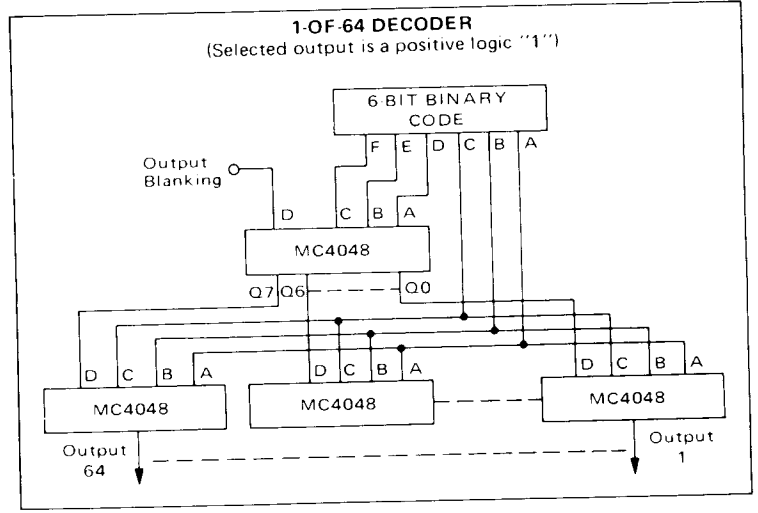 1-OF-64 DECODER
(Selected output is a positive logic "1")
6-BIT BINARY
CODE
F E D C B A
Output
Blanking
D C B A
MC4048
Q7 Q6 Q0
D C B A
D C B A
D C B A
MC4048
MC4048
MC4048
Output
64
Output
1